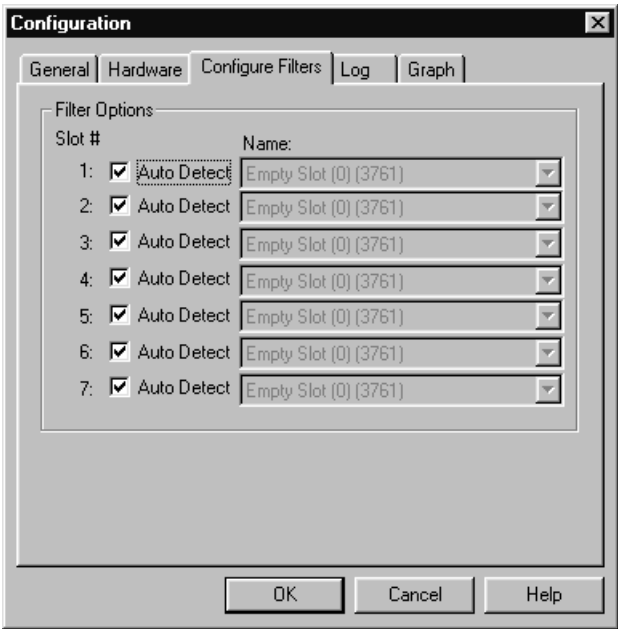 Configuration
General Hardware Configure Filters Log Graph
Filter Options
Slot #
Name:
1: Auto Detect Empty Slot (0) (3761)
2: Auto Detect Empty Slot (0) (3761)
3: Auto Detect Empty Slot (0) (3761)
4: Auto Detect Empty Slot (0) (3761)
5: Auto Detect Empty Slot (0) (3761)
6: Auto Detect Empty Slot (0) (3761)
7: Auto Detect Empty Slot (0) (3761)
OK Cancel Help